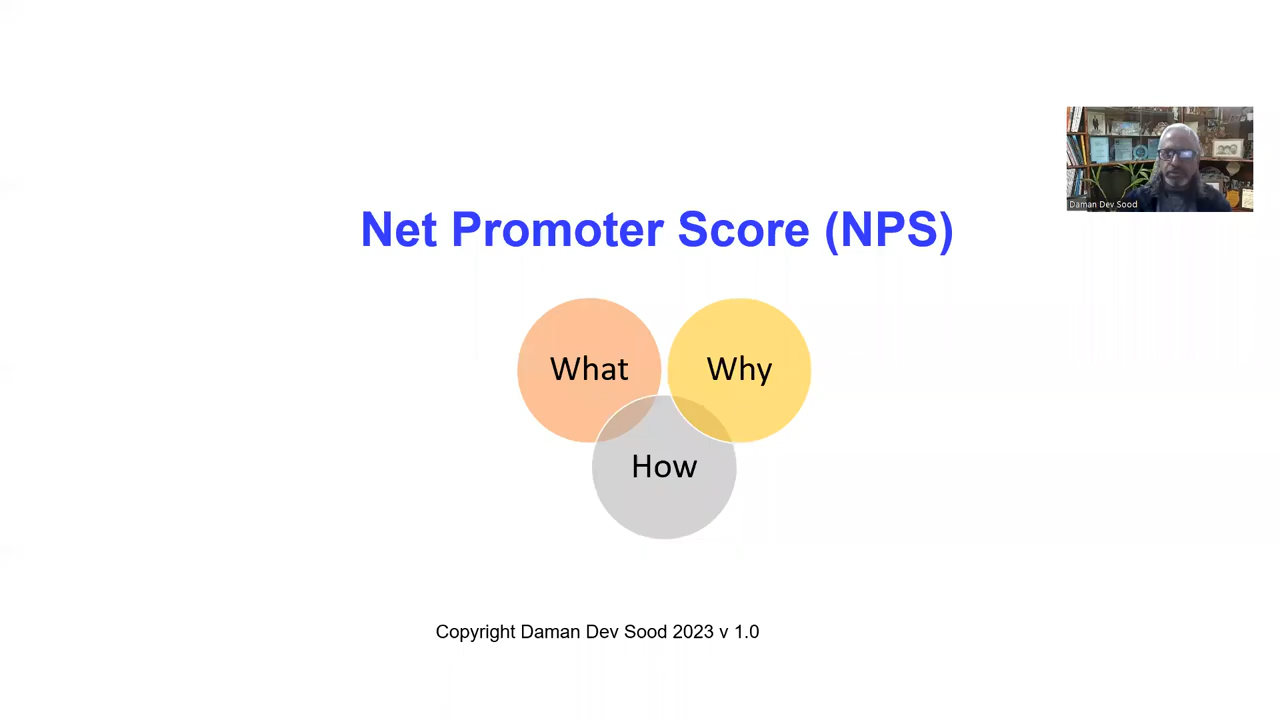 Net Promoter Score (NPS)
What
Why
How
Copyright Daman Dev Sood 2023 v 1.0
Daman Dev Sood